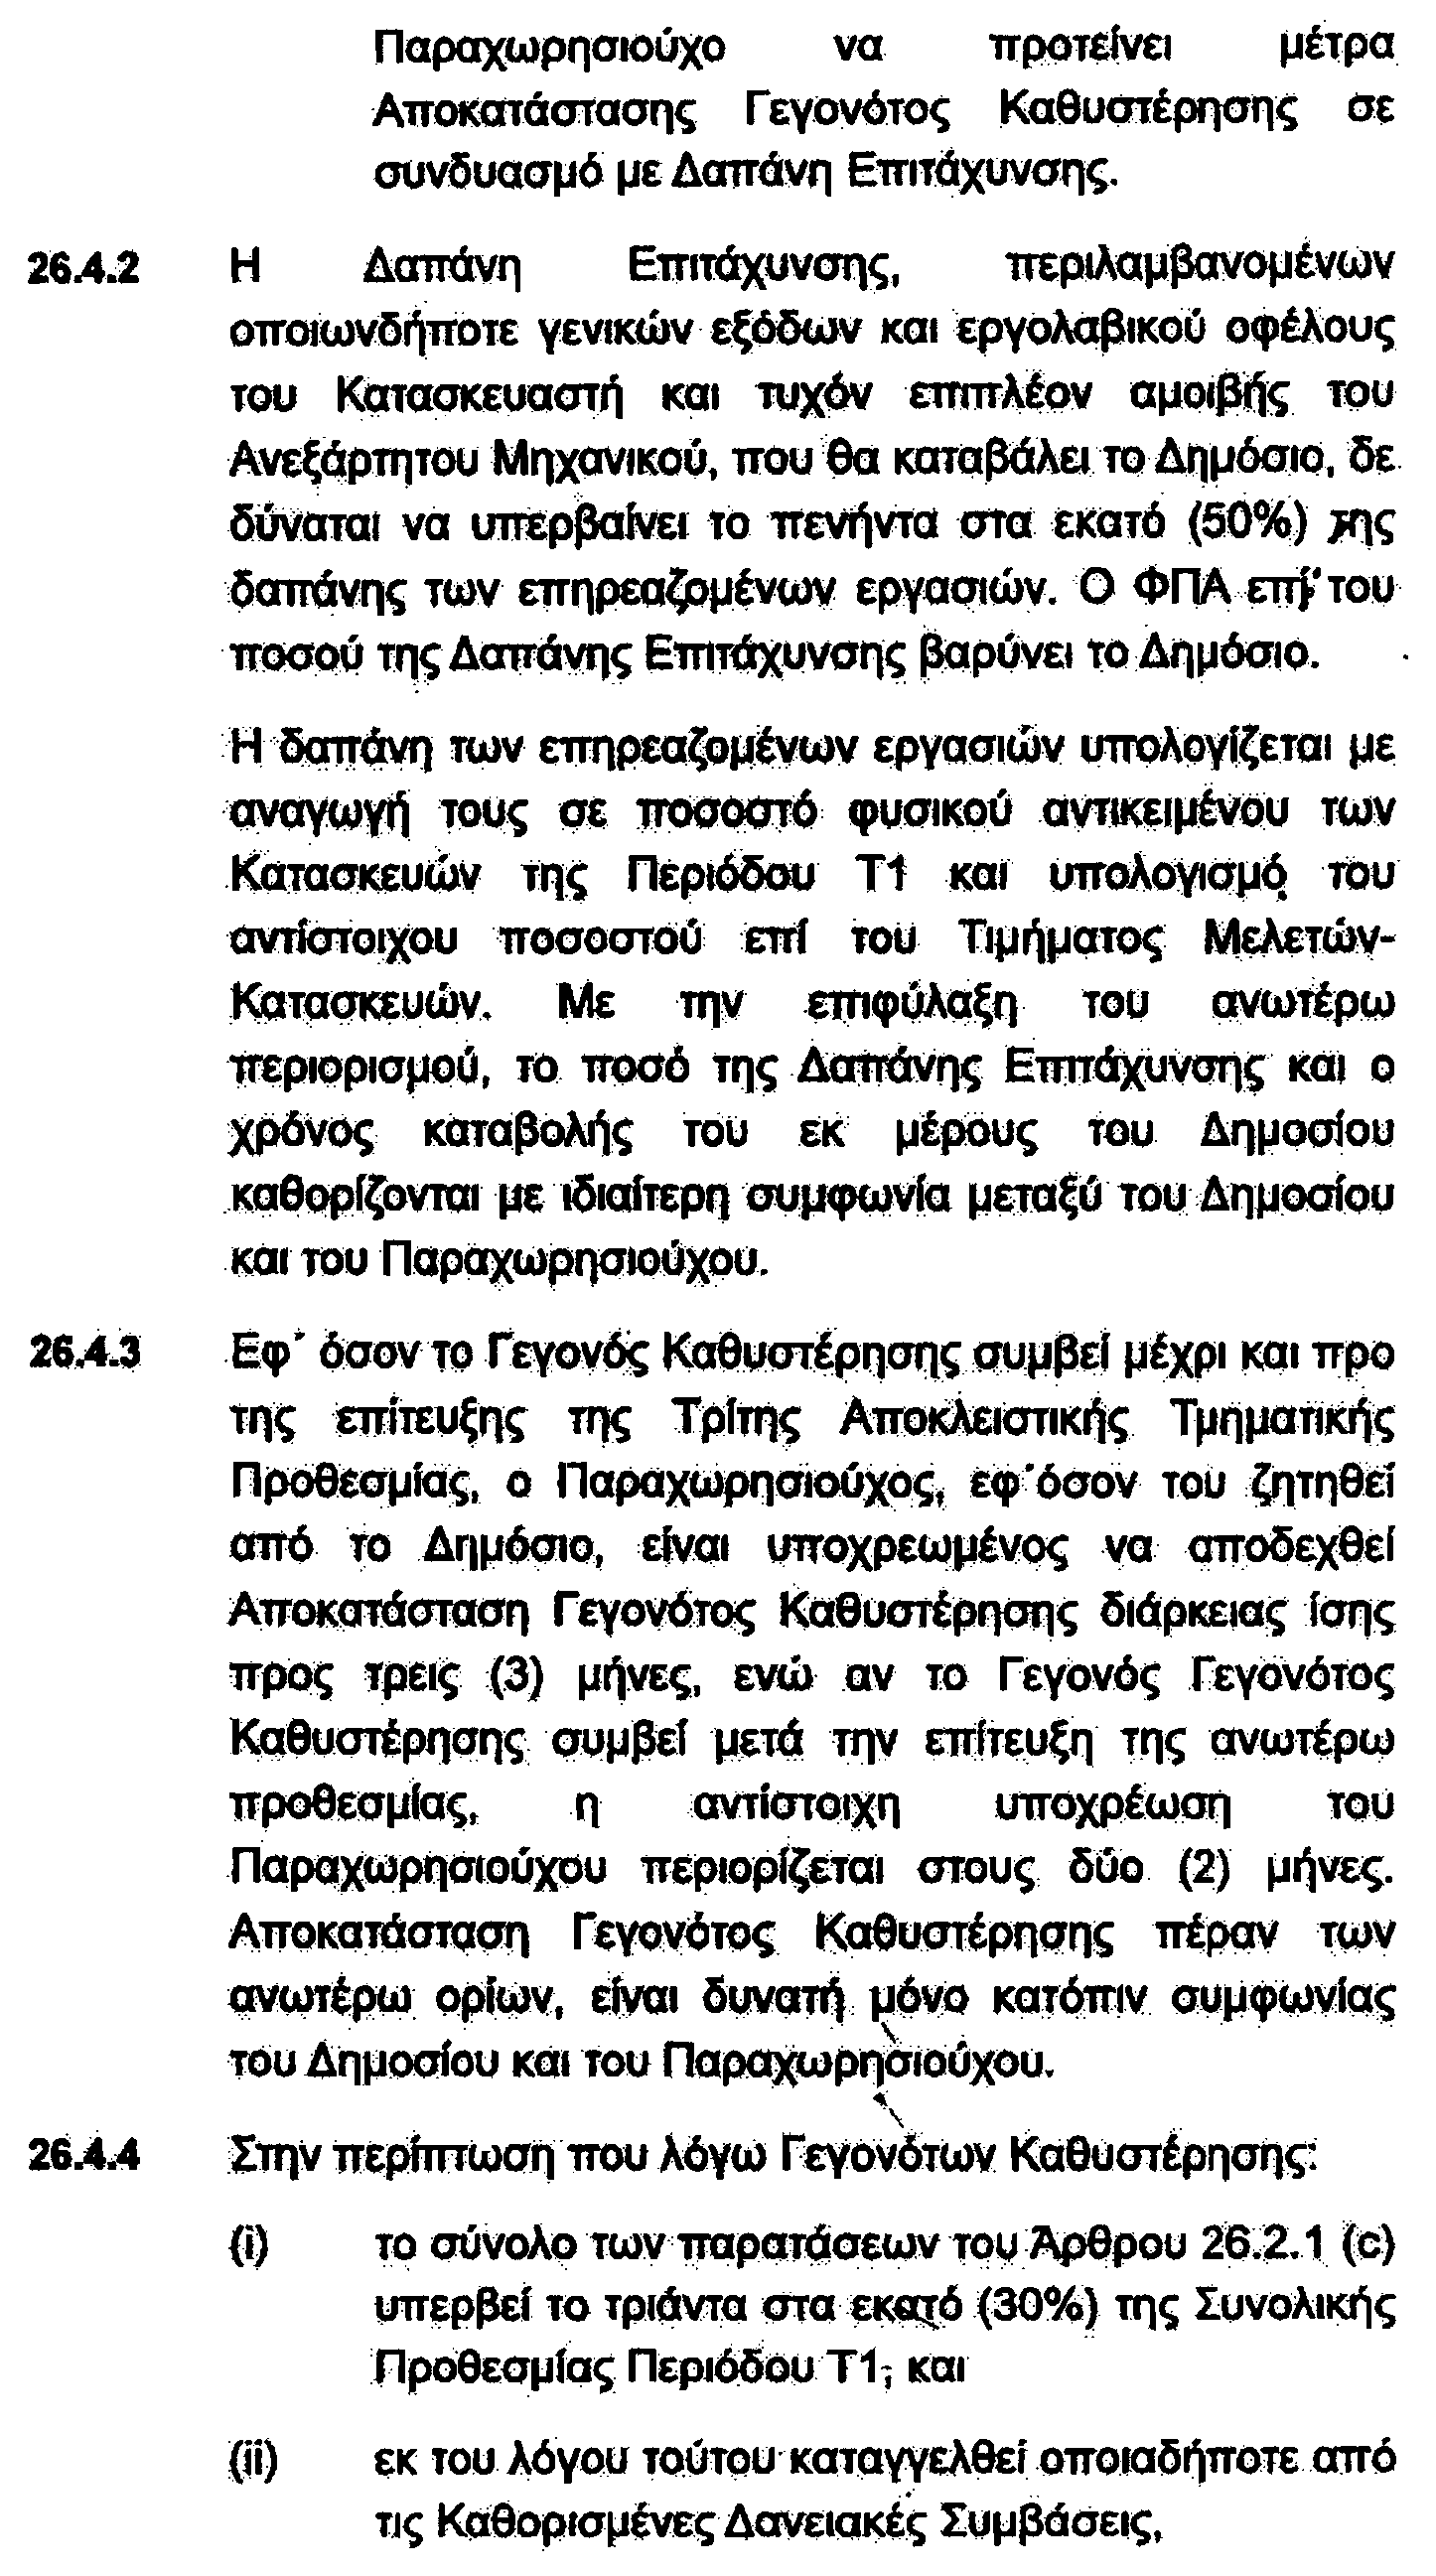 Παραχωρησιούχο να προτείνει μέτρα
Αποκατάστασης Γεγονότος Καθυστέρησης σε
συνδυασμό με Δαπάνη Επιτάχυνσης.
26.4.2 Η Δαπάνη Επιτάχυνσης, περιλαμβανομένων
οποιωνδήποτε γενικών εξόδων και εργολαβικού οφέλους
του Κατασκευαστή και τυχόν επιπλέον αμοιβής του
Ανεξάρτητου Μηχανικού, που θα καταβάλει το Δημόσιο, δε
δύναται να υπερβαίνει το πενήντα στα εκατό (50%) της
δαπάνης των επηρεαζομένων εργασιών. Ο ΦΠΑ επί του
ποσού της Δαπάνης Επιτάχυνσης βαρύνει το Δημόσιο.
Η δαπάνη των επηρεαζομένων εργασιών υπολογίζεται με
αναγωγή τους σε ποσοστό φυσικού αντικειμένου των
Κατασκευών της Περιόδου Τ1 και υπολογισμό του
αντίστοιχου ποσοστού επί του Τιμήματος Μελετών-
Κατασκευών. Με την επιφύλαξη του ανωτέρω
περιορισμού, το ποσό της Δαπάνης Επιτάχυνσης και ο
χρόνος καταβολής του εκ μέρους του Δημοσίου
καθορίζονται με ιδιαίτερη συμφωνία μεταξύ του Δημοσίου
και του Παραχωρησιούχου.
26.4.3 Εφ΄ όσον το Γεγονός Καθυστέρησης συμβεί μέχρι και προ
της επίτευξης της Τρίτης Αποκλειστικής Τμηματικής
Προθεσμίας, ο Παραχωρησιούχος, εφ΄όσον του ζητηθεί
από το Δημόσιο, είναι υποχρεωμένος να αποδεχθεί
Αποκατάσταση Γεγονότος Καθυστέρησης διάρκειας ίσης
προς τρεις (3) μήνες, ενώ αν το Γεγονός Γεγονότος
Καθυστέρησης συμβεί μετά την επίτευξη της ανωτέρω
προθεσμίας, η αντίστοιχη υποχρέωση του
Παραχωρησιούχου περιορίζεται στους δύο (2) μήνες.
Αποκατάσταση Γεγονότος Καθυστέρησης πέραν των
ανωτέρω ορίων, είναι δυνατή μόνο κατόπιν συμφωνίας
του Δημοσίου και του Παραχωρησιούχου.
26.4.4 Στην περίπτωση που λόγω Γεγονότων Καθυστέρησης:
(i) το σύνολο των παρατάσεων του Άρθρου 26.2.1 (c)
υπερβεί το τριάντα στα εκατό (30%) της Συνολικής
Προθεσμίας Περιόδου Τ1, και
(ii) εκ του λόγου τούτου καταγγελθεί οποιαδήποτε από
τις Καθορισμένες Δανειακές Συμβάσεις,